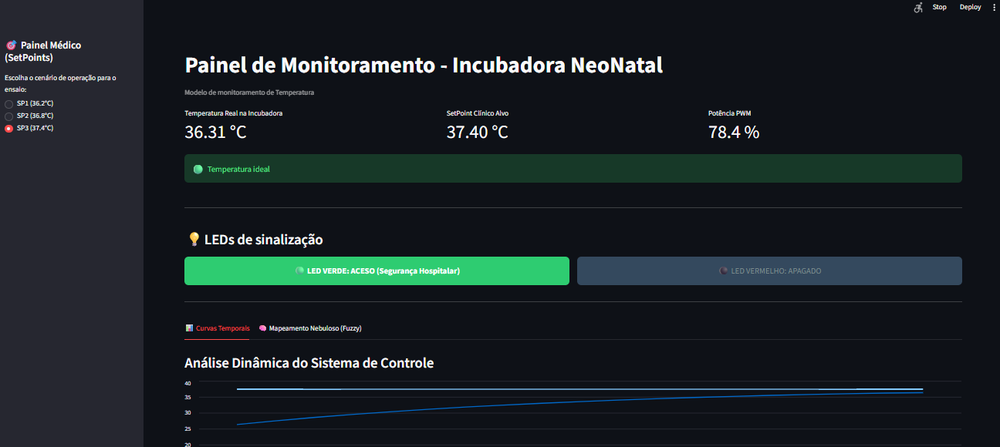 Stop
Deploy
Painel Médico
(SetPoints)
Escolha o cenário de operação para o
ensaio:
SP1 (36.2°C)
SP2 (36.8°C)
SP3 (37.4°C)
Painel de Monitoramento - Incubadora NeoNatal
Modelo de monitoramento de Temperatura
Temperatura Real na Incubadora
36.31 °C
SetPoint Clínico Alvo
37.40 °C
Potência PWM
78.4 %
Temperatura ideal
LEDs de sinalização
LED VERDE: ACESO (Segurança Hospitalar)
LED VERMELHO: APAGADO
Curvas Temporais
Mapeamento Nebuloso (Fuzzy)
Análise Dinâmica do Sistema de Controle
40
35
30
25
20